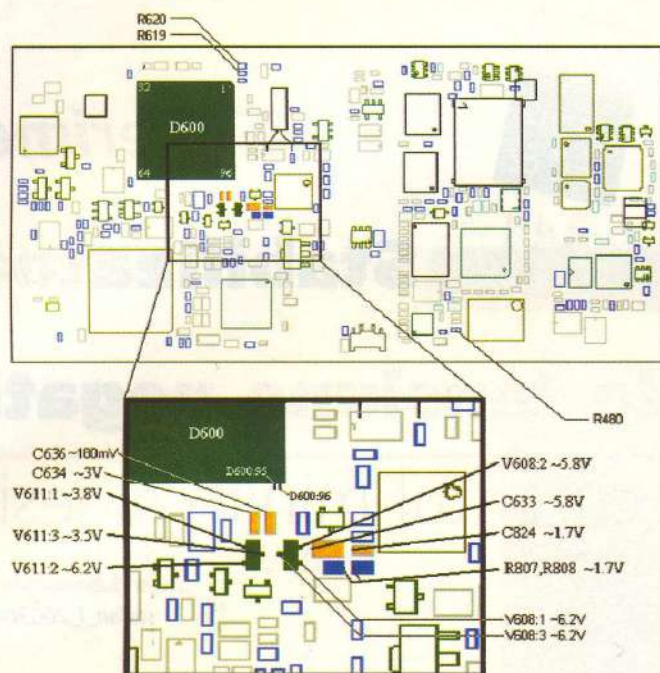 R620
R619
32
1
D600
64
96
1
R480
D600
C636 ~100mV
C634 ~3V
V611:1 ~3.8V
V611:3 ~3.5V
V611:2 ~6.2V
D600:95
D600:96
V608:2 ~5.8V
C633 ~5.8V
C824 ~1.7V
R807,R808 ~1.7V
V608:1 ~6.2V
V608:3 ~6.2V